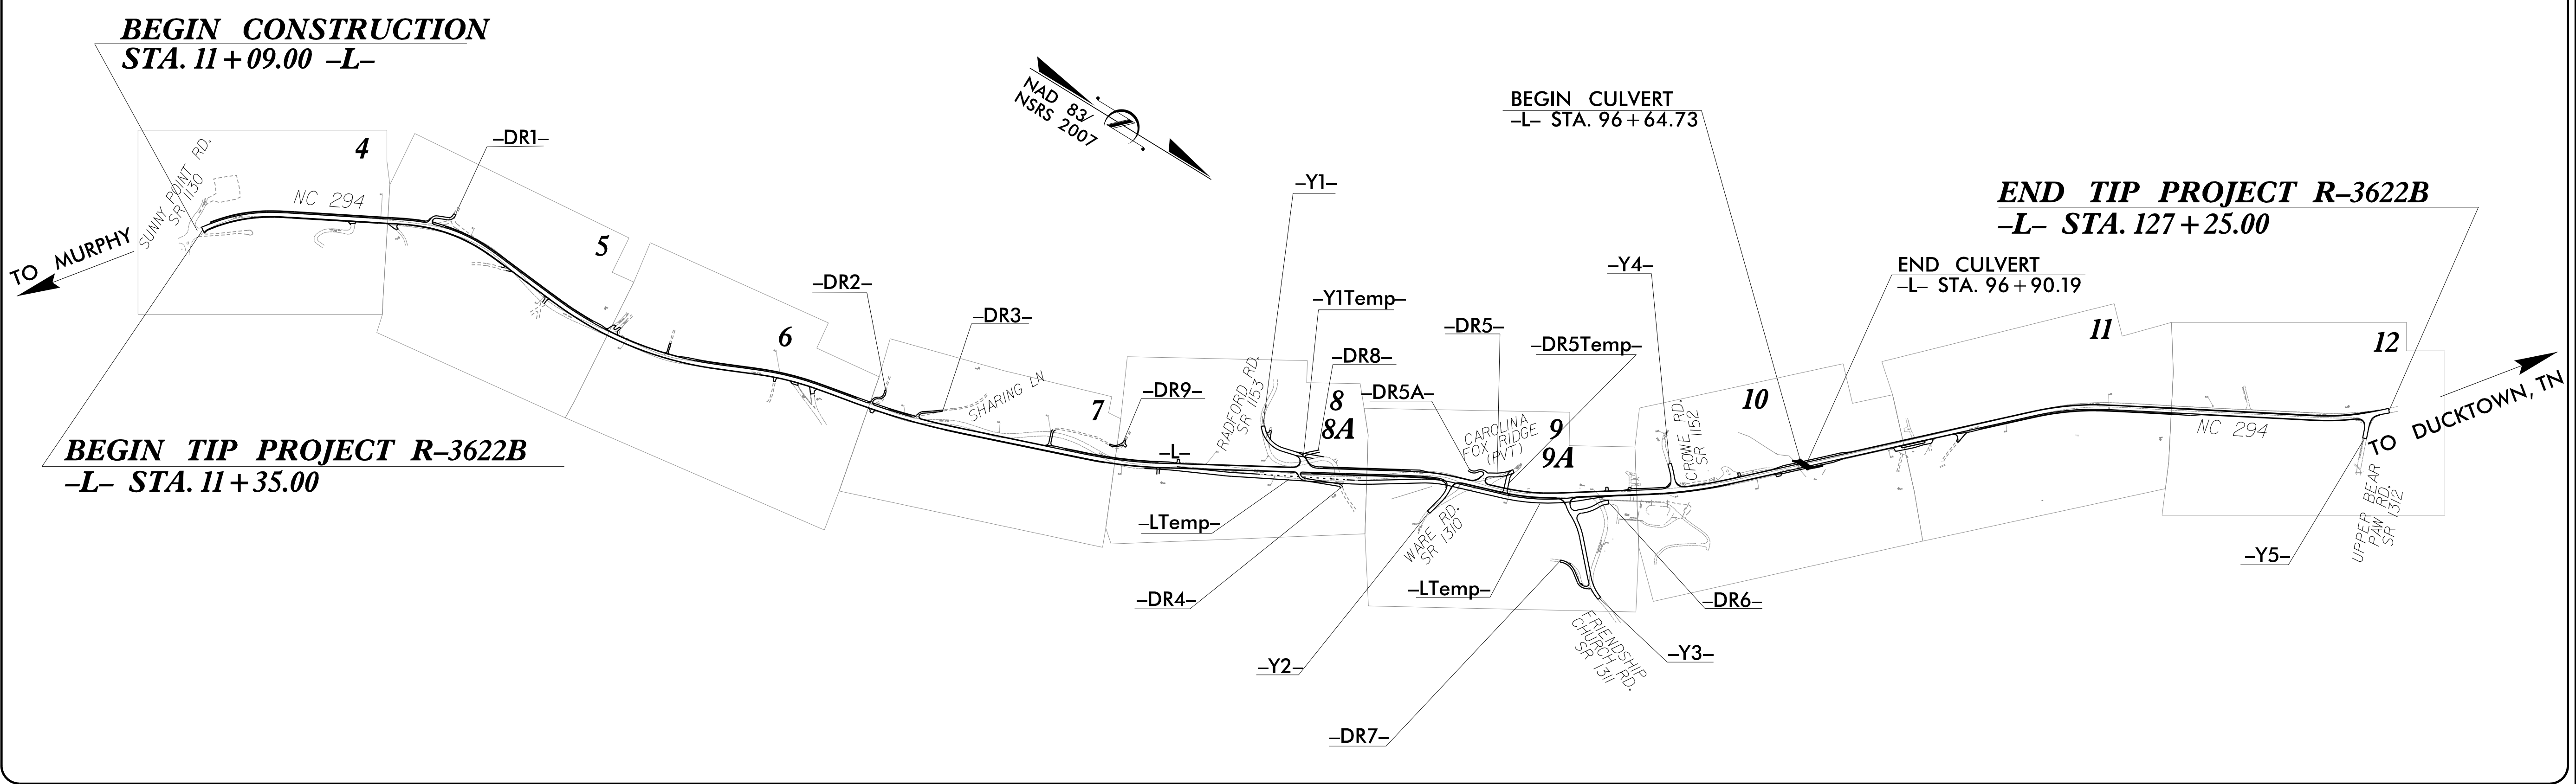 BEGIN CONSTRUCTION
STA. 11+09.00 –L–
NAD 83/
NSRS 2007
BEGIN CULVERT
–L– STA. 96+64.73
END TIP PROJECT R–3622B
–L– STA. 127+25.00
END CULVERT
–L– STA. 96+90.19
4
–DR1–
SUNNY POINT RD.
SR 1130
NC 294
TO MURPHY
5
–Y1–
–Y4–
–DR2–
–DR3–
–Y1Temp–
–DR5–
–DR8–
–DR5Temp–
6
11
12
SHARING LN
7
–DR9–
RADFORD RD.
SR 1153
8
8A
–DR5A–
CAROLINA
FOX RIDGE
(PVT)
9
9A
10
CROWE RD.
SR 1152
NC 294
TO DUCKTOWN, TN
BEGIN TIP PROJECT R–3622B
–L– STA. 11+35.00
–L–
–LTemp–
WARE RD.
SR 1310
UPPER BEAR
PAW RD.
SR 1312
–Y5–
–DR4–
–LTemp–
–DR6–
–Y2–
FRIENDSHIP
CHURCH RD.
SR 1311
–Y3–
–DR7–